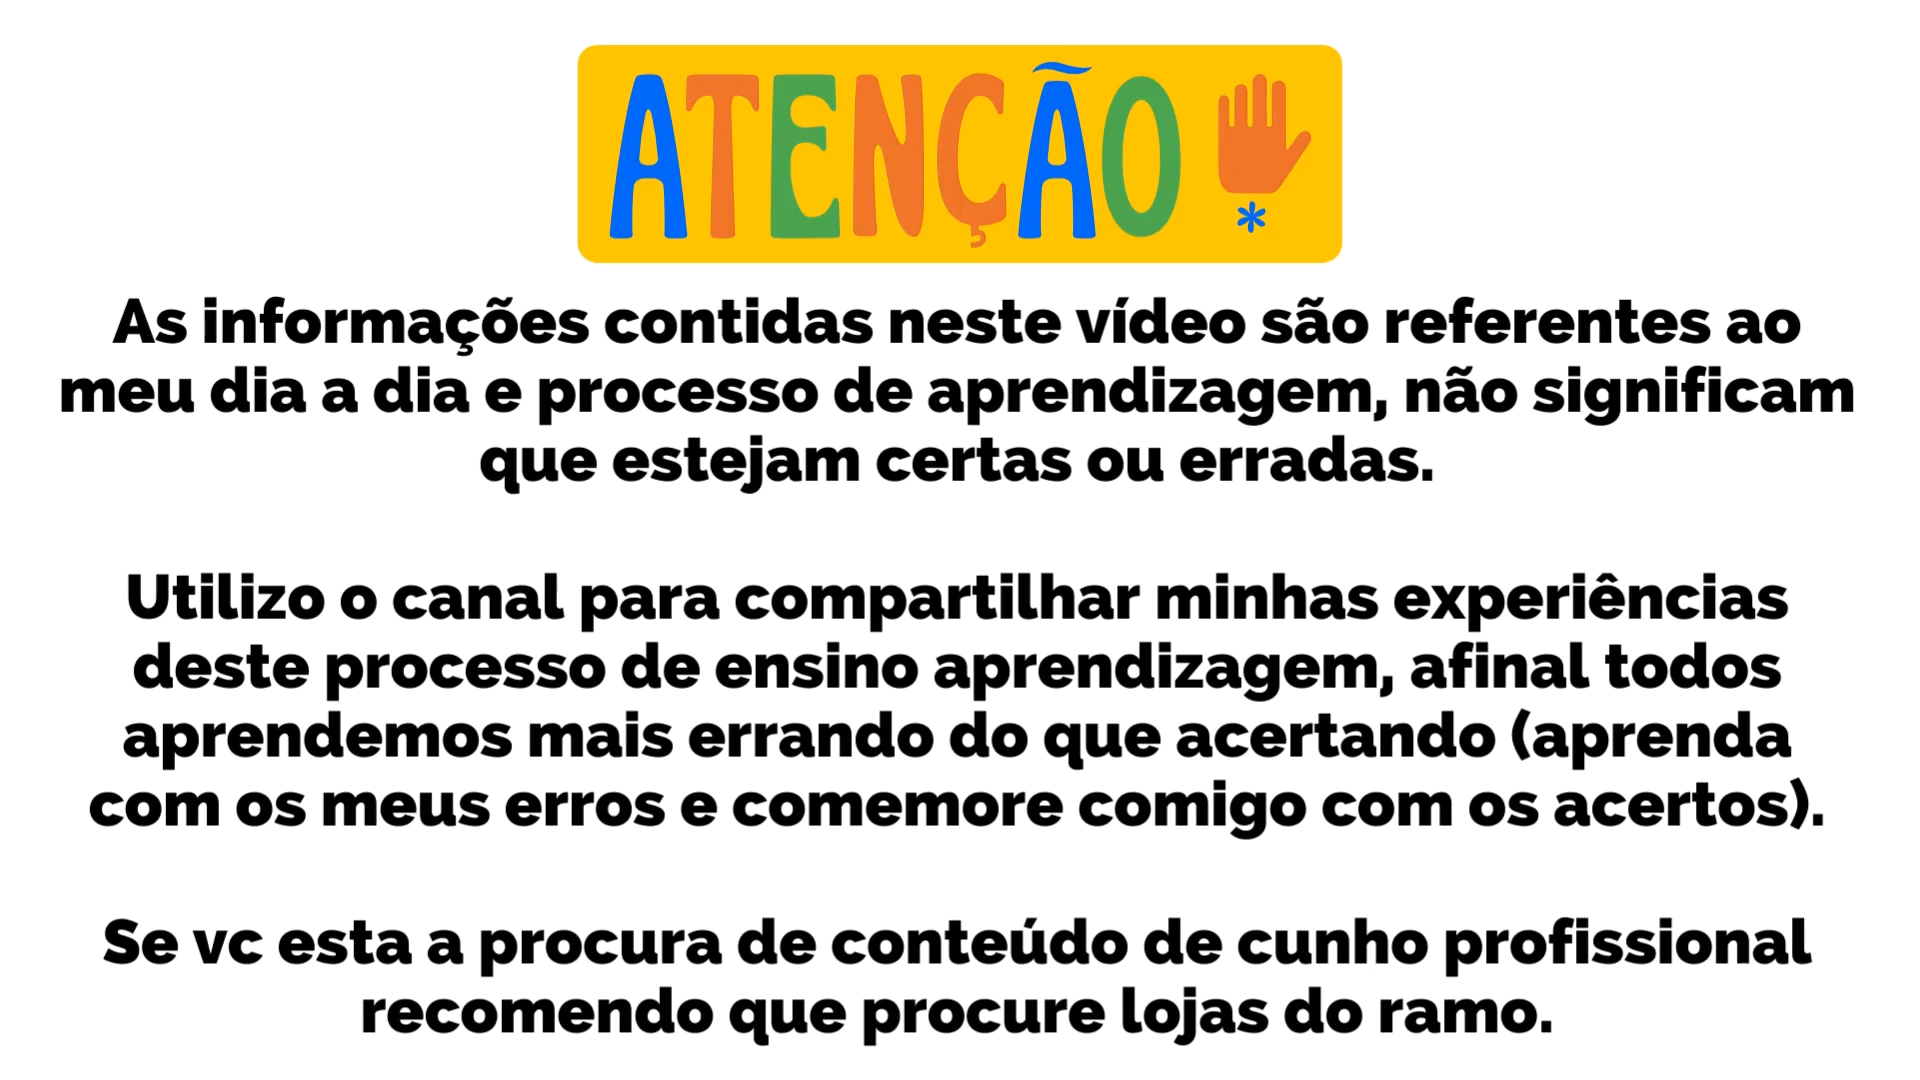 ATENÇÃO
As informações contidas neste vídeo são referentes ao
meu dia a dia e processo de aprendizagem, não significam
que estejam certas ou erradas.
Utilizo o canal para compartilhar minhas experiências
deste processo de ensino aprendizagem, afinal todos
aprendemos mais errando do que acertando (aprenda
com os meus erros e comemore comigo com os acertos).
Se vc esta a procura de conteúdo de cunho profissional
recomendo que procure lojas do ramo.